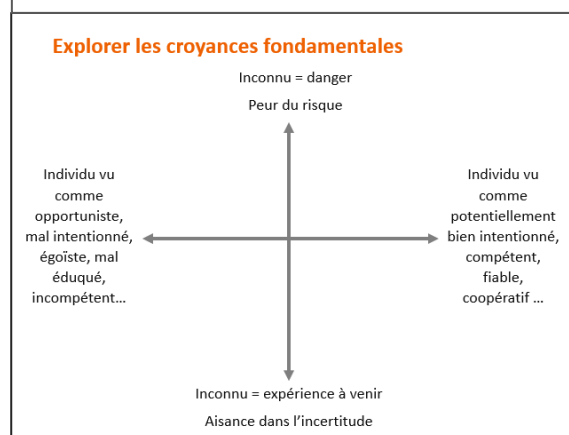 Explorer les croyances fondamentales
Inconnu = danger
Peur du risque
Individu vu
comme
opportuniste,
mal intentionné,
égoïste, mal
éduqué,
incompétent…
Individu vu
comme
potentiellement
bien intentionné,
compétent,
fiable,
coopératif …
Inconnu = expérience à venir
Aisance dans l’incertitude